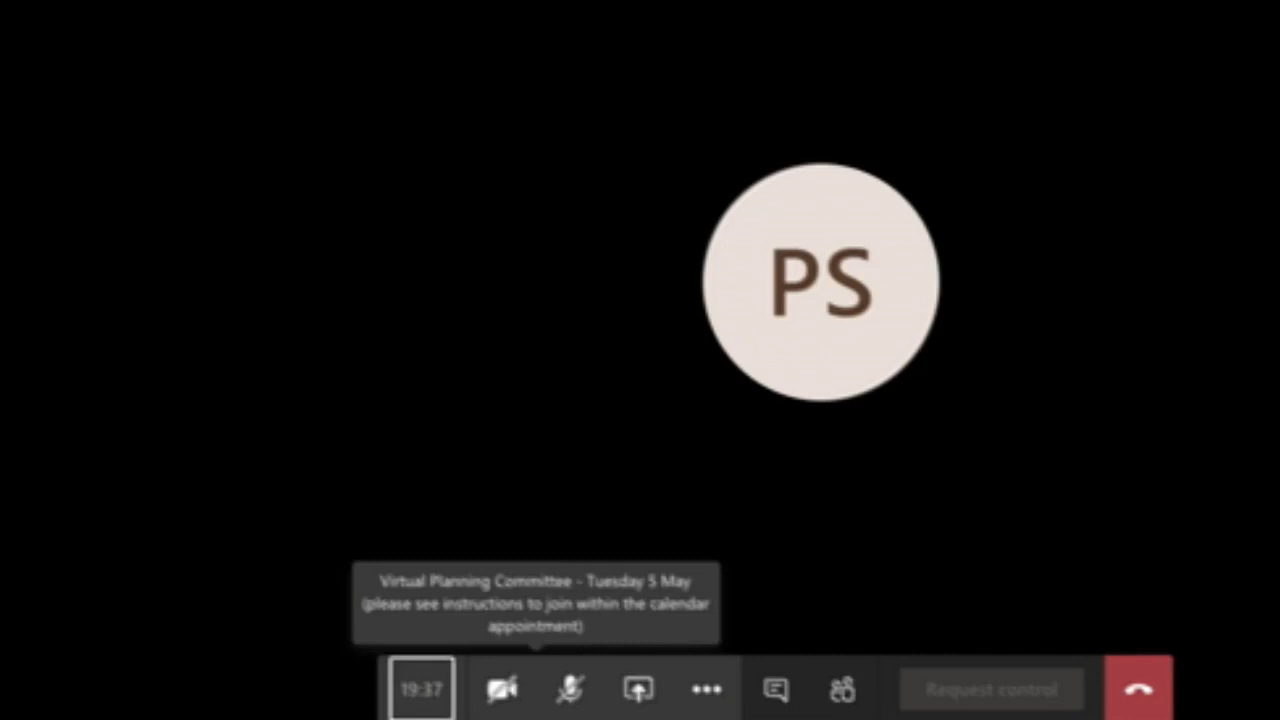 PS
Virtual Planning Committee - Tuesday 5 May
(please see instructions to join within the calendar
appointment)
19:37
Request control